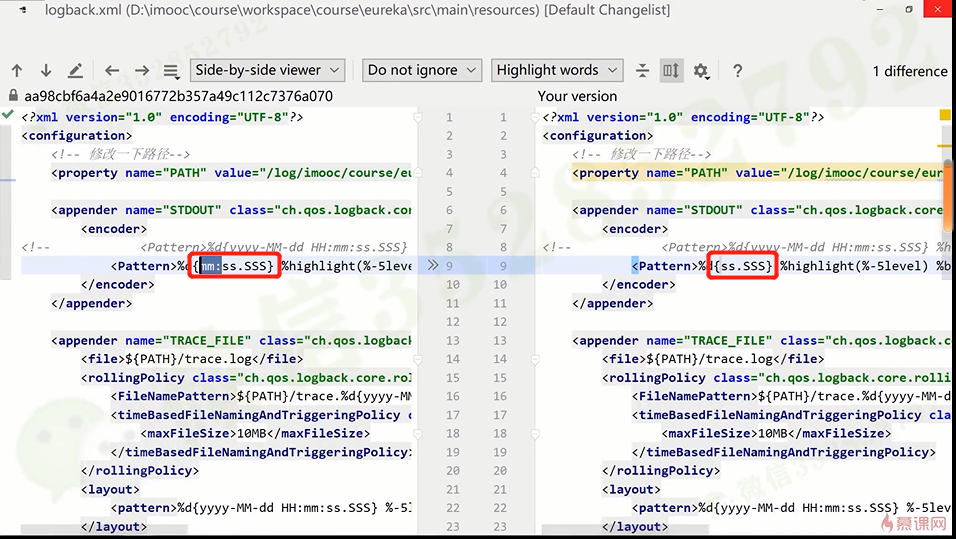 logback.xml (D:\imooc\course\workspace\course\eureka\src\main\resources) [Default Changelist]
Side-by-side viewer
Do not ignore
Highlight words
?
1 difference
aa98cbf6a4a2e9016772b357a49c112c7376a070
Your version
1 <?xml version="1.0" encoding="UTF-8"?>
2 <configuration>
3 <!-- 修改一下路径-->
4 <property name="PATH" value="/log/imooc/course/eu
5
6 <appender name="STDOUT" class="ch.qos.logback.cor
7 <encoder>
8 <!-- <Pattern>%d{yyyy-MM-dd HH:mm:ss.SSS}
9 <Pattern>%d{mm:ss.SSS} %highlight(%-5leve
10 </encoder>
11 </appender>
12
13 <appender name="TRACE_FILE" class="ch.qos.logback
14 <file>${PATH}/trace.log</file>
15 <rollingPolicy class="ch.qos.logback.core.rol
16 <FileNamePattern>${PATH}/trace.%d{yyyy-MM
17 <timeBasedFileNamingAndTriggeringPolicy c
18 <maxFileSize>10MB</maxFileSize>
19 </timeBasedFileNamingAndTriggeringPolicy>
20 </rollingPolicy>
21 <layout>
22 <pattern>%d{yyyy-MM-dd HH:mm:ss.SSS} %-5
23 </layout>
1 <?xml version="1.0" encoding="UTF-8"?>
2 <configuration>
3 <!-- 修改一下路径-->
4 <property name="PATH" value="/log/imooc/course/eur
5
6 <appender name="STDOUT" class="ch.qos.logback.core
7 <encoder>
8 <!-- <Pattern>%d{yyyy-MM-dd HH:mm:ss.SSS} %h
9 <Pattern>%d{ss.SSS} %highlight(%-5level) %b
10 </encoder>
11 </appender>
12
13 <appender name="TRACE_FILE" class="ch.qos.logback.
14 <file>${PATH}/trace.log</file>
15 <rollingPolicy class="ch.qos.logback.core.rolli
16 <FileNamePattern>${PATH}/trace.%d{yyyy-MM-d
17 <timeBasedFileNamingAndTriggeringPolicy cla
18 <maxFileSize>10MB</maxFileSize>
19 </timeBasedFileNamingAndTriggeringPolicy>
20 </rollingPolicy>
21 <layout>
22 <pattern>%d{yyyy-MM-dd HH:mm:ss.SSS} %-5lev
23 </layout>
慕课网